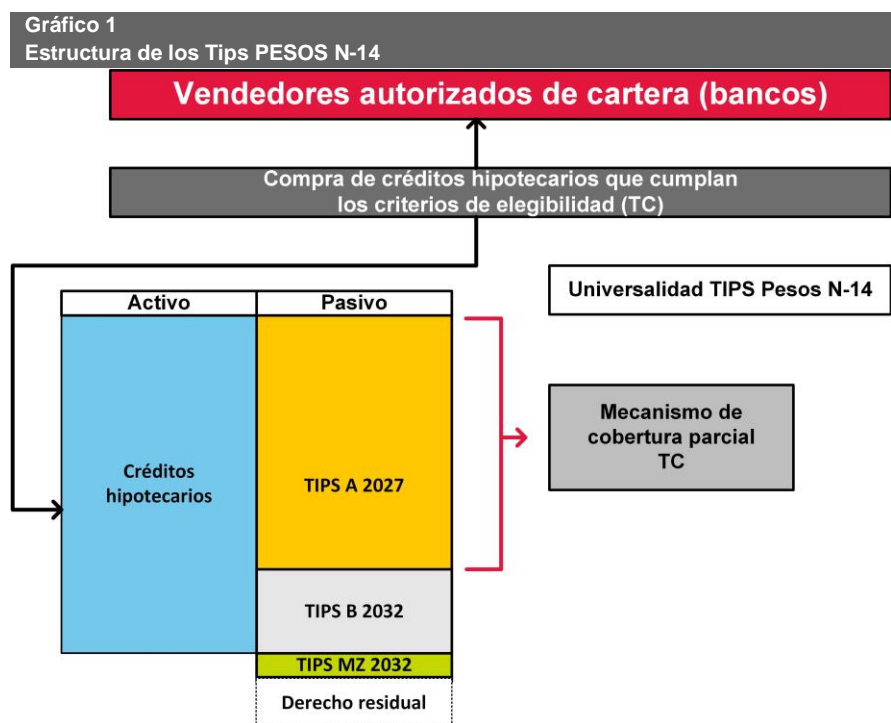 Gráfico 1
Estructura de los Tips PESOS N-14
Vendedores autorizados de cartera (bancos)
Compra de créditos hipotecarios que cumplan
los criterios de elegibilidad (TC)
Universalidad TIPS Pesos N-14
Activo
Pasivo
Mecanismo de
cobertura parcial
TC
Créditos
hipotecarios
TIPS A 2027
TIPS B 2032
TIPS MZ 2032
Derecho residual